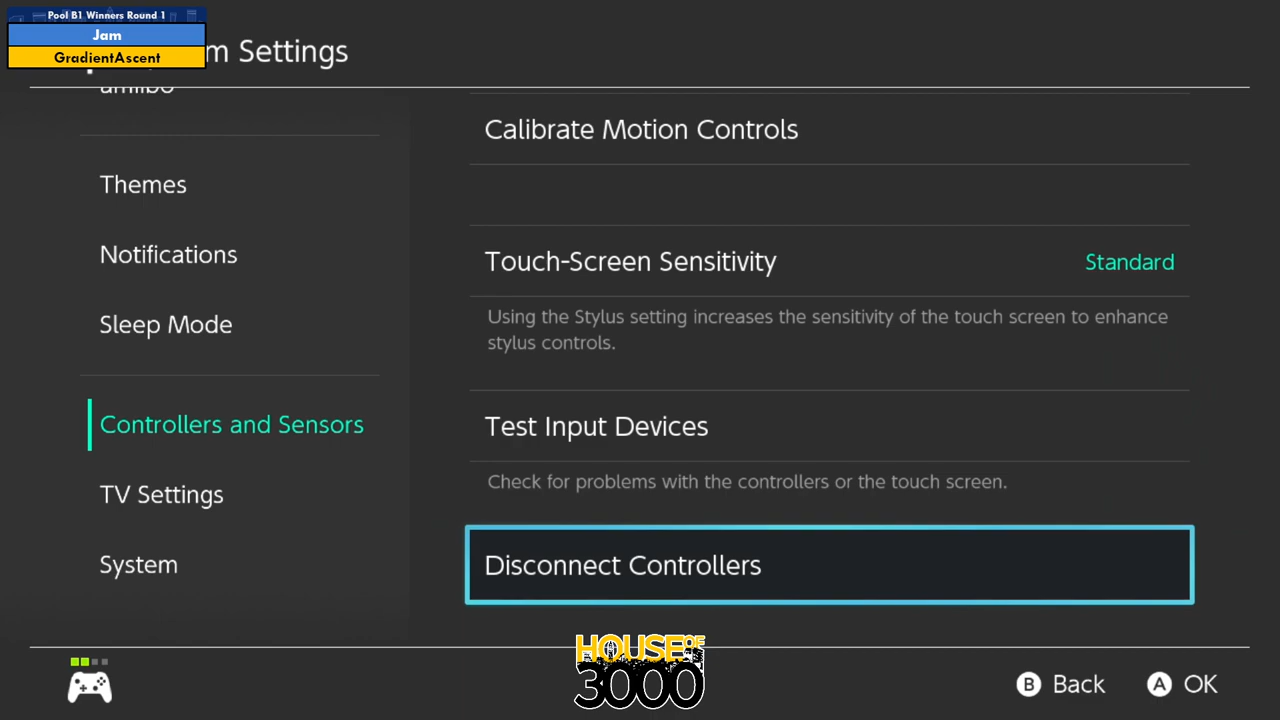 Pool B1 Winners Round 1
Jam
GradientAscent
m Settings
amiibo
Themes
Notifications
Sleep Mode
Controllers and Sensors
TV Settings
System
Calibrate Motion Controls
Touch-Screen Sensitivity Standard
Using the Stylus setting increases the sensitivity of the touch screen to enhance
stylus controls.
Test Input Devices
Check for problems with the controllers or the touch screen.
Disconnect Controllers
HOUSE OF
3000
B Back A OK